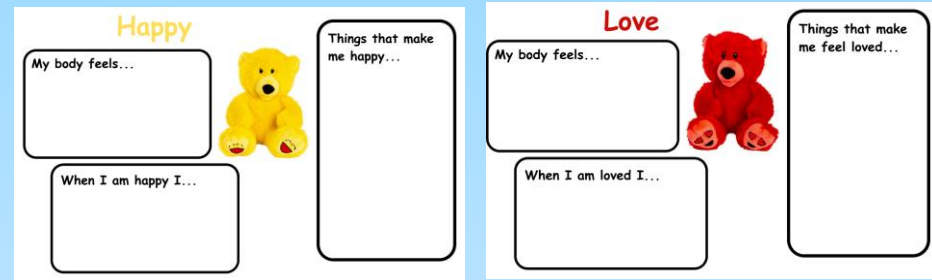 Happy
My body feels...
Things that make
me happy...
When I am happy I...
Love
My body feels...
Things that make
me feel loved...
When I am loved I...